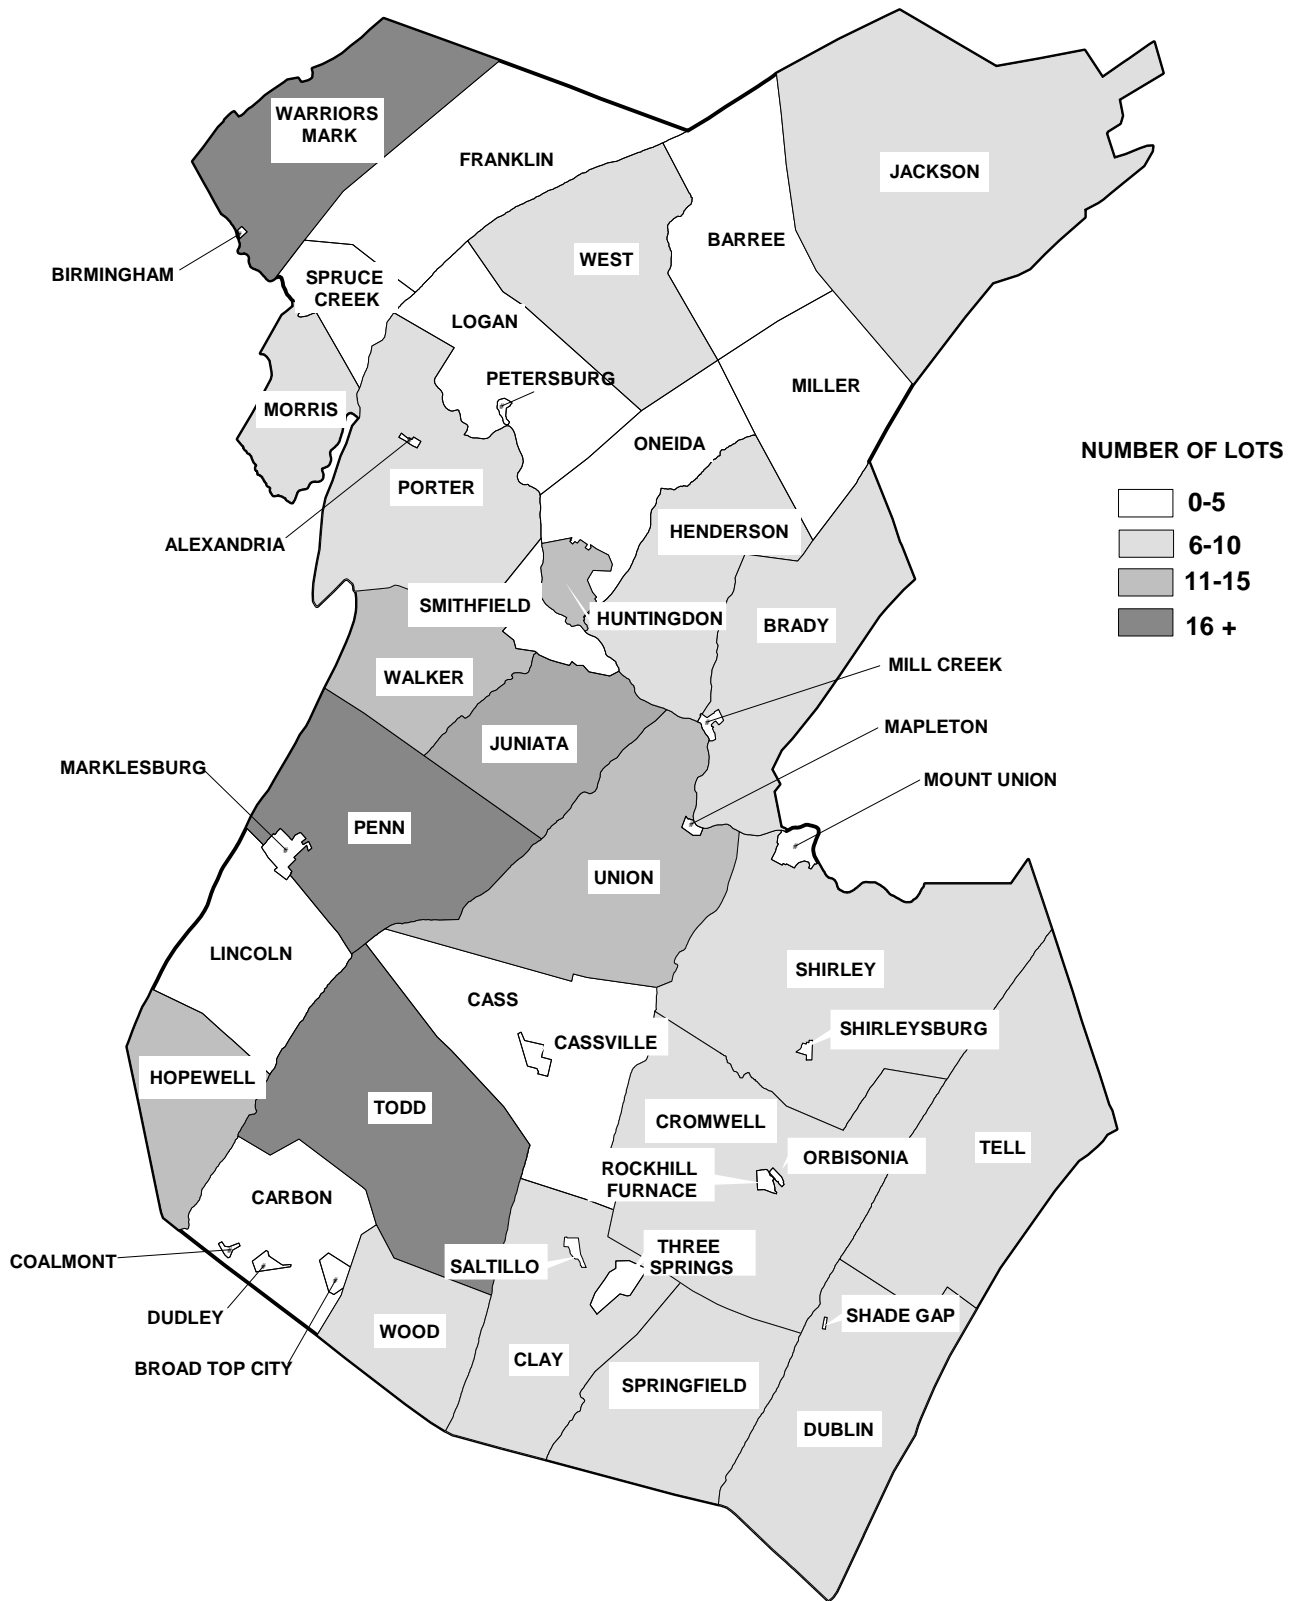 WARRIORS
MARK
FRANKLIN
JACKSON
BARREE
WEST
BIRMINGHAM
SPRUCE
CREEK
LOGAN
PETERSBURG
MILLER
MORRIS
ONEIDA
NUMBER OF LOTS
0-5
6-10
11-15
16 +
PORTER
HENDERSON
ALEXANDRIA
SMITHFIELD
HUNTINGDON
BRADY
MILL CREEK
WALKER
MAPLETON
JUNIATA
MARKLESBURG
MOUNT UNION
PENN
UNION
LINCOLN
SHIRLEY
CASS
SHIRLEYSBURG
CASSVILLE
HOPEWELL
TODD
CROMWELL
TELL
ORBISONIA
ROCKHILL
FURNACE
CARBON
COALMONT
SALTILLO
THREE
SPRINGS
DUDLEY
SHADE GAP
WOOD
BROAD TOP CITY
CLAY
SPRINGFIELD
DUBLIN